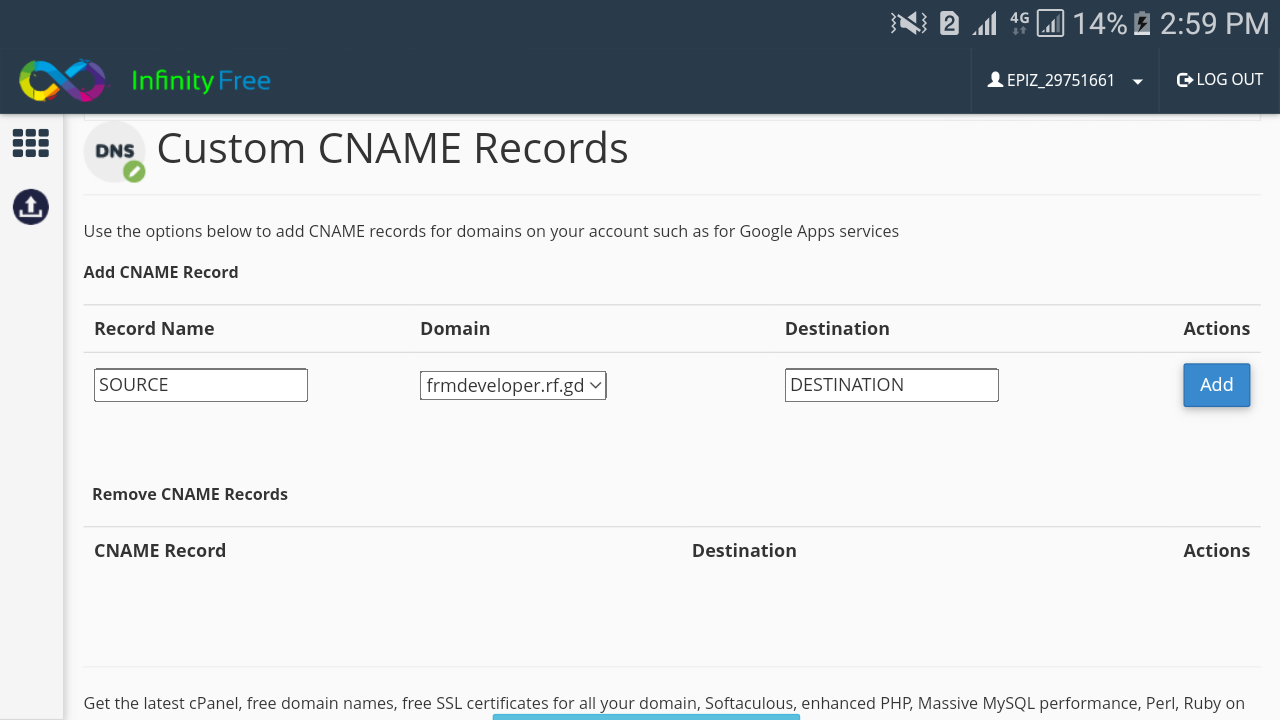 2 4G 14% 2:59 PM
Infinity Free EPIZ_29751661 LOG OUT
DNS Custom CNAME Records
Use the options below to add CNAME records for domains on your account such as for Google Apps services
Add CNAME Record
Record Name Domain Destination Actions
SOURCE frmdeveloper.rf.gd DESTINATION Add
Remove CNAME Records
CNAME Record Destination Actions
Get the latest cPanel, free domain names, free SSL certificates for all your domain, Softaculous, enhanced PHP, Massive MySQL performance, Perl, Ruby on